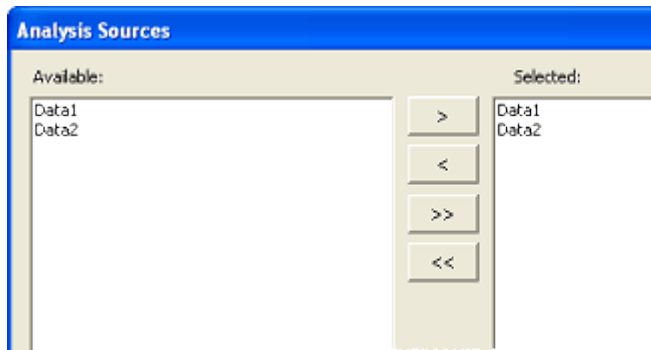 Analysis Sources
Available:
Selected:
Data1
Data2
>
<
>>
<<
Data1
Data2